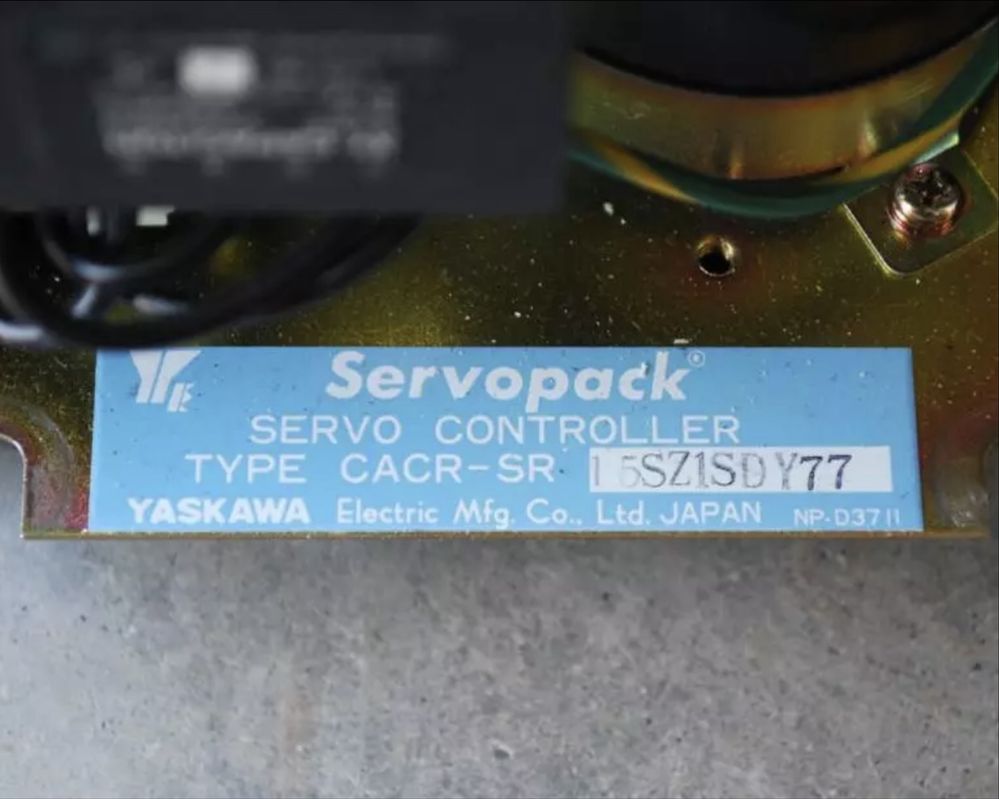 Servopack®
SERVO CONTROLLER
TYPE CACR-SR 15SZ1SDY77
YASKAWA Electric Mfg. Co., Ltd. JAPAN NP-D3711